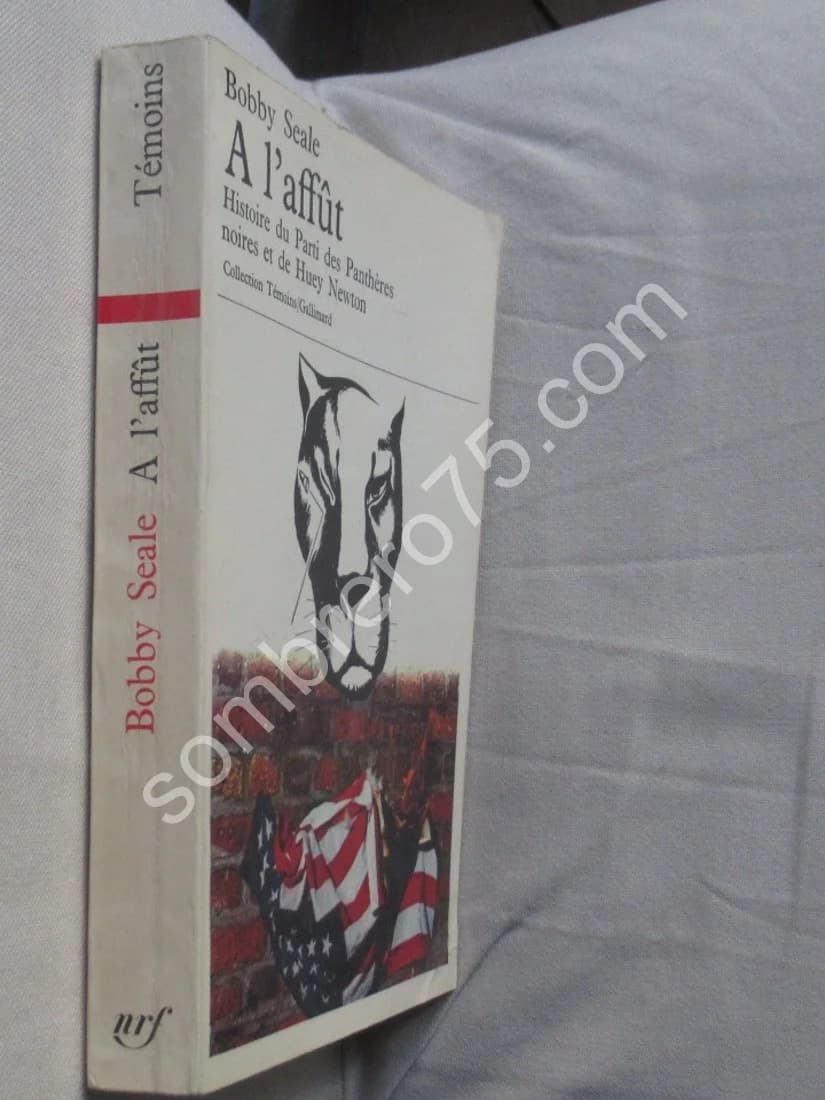 Témoins
A l'affût
Bobby Seale
nrf
Bobby Seale
A l'affût
Histoire du Parti des Panthères
noires et de Huey Newton
Collection Témoins/Gallimard
sombrero75.com